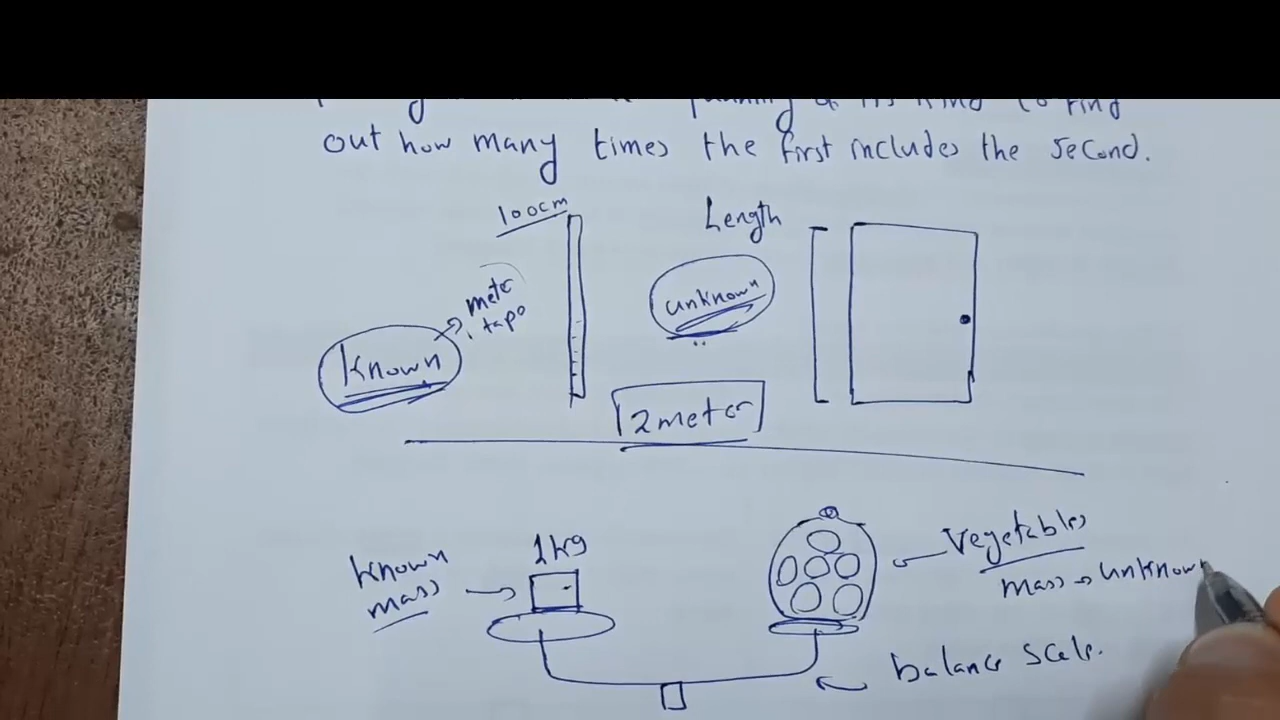 out how many times the first includes the second.
100cm
Length
unknown
known
tape
2 meter
1kg
known
mass
Vegetables
mass → unknown
balance scale.